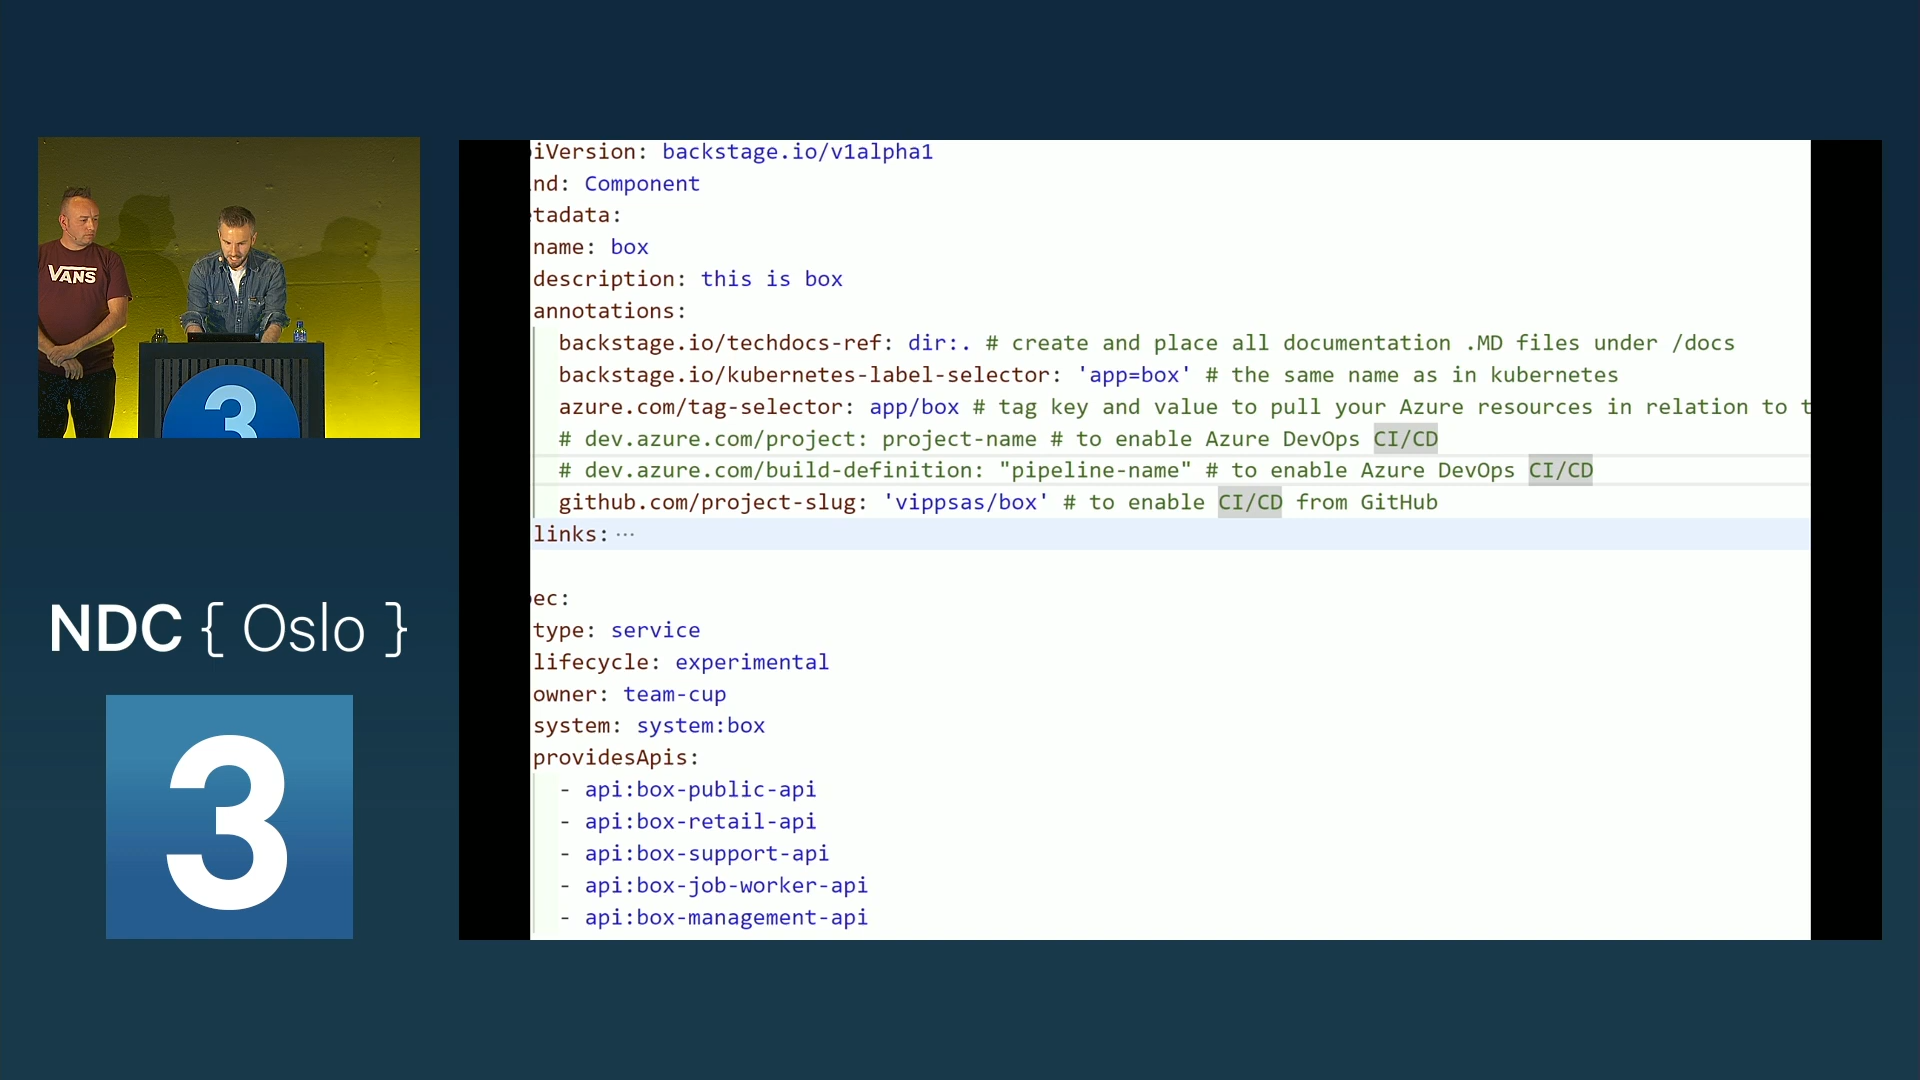 VANS
3
NDC { Oslo }
3
iVersion: backstage.io/v1alpha1
nd: Component
tadata:
name: box
description: this is box
annotations:
backstage.io/techdocs-ref: dir:. # create and place all documentation .MD files under /docs
backstage.io/kubernetes-label-selector: 'app=box' # the same name as in kubernetes
azure.com/tag-selector: app/box # tag key and value to pull your Azure resources in relation to t
# dev.azure.com/project: project-name # to enable Azure DevOps CI/CD
# dev.azure.com/build-definition: "pipeline-name" # to enable Azure DevOps CI/CD
github.com/project-slug: 'vippsas/box' # to enable CI/CD from GitHub
links: ...
ec:
type: service
lifecycle: experimental
owner: team-cup
system: system:box
providesApis:
- api:box-public-api
- api:box-retail-api
- api:box-support-api
- api:box-job-worker-api
- api:box-management-api